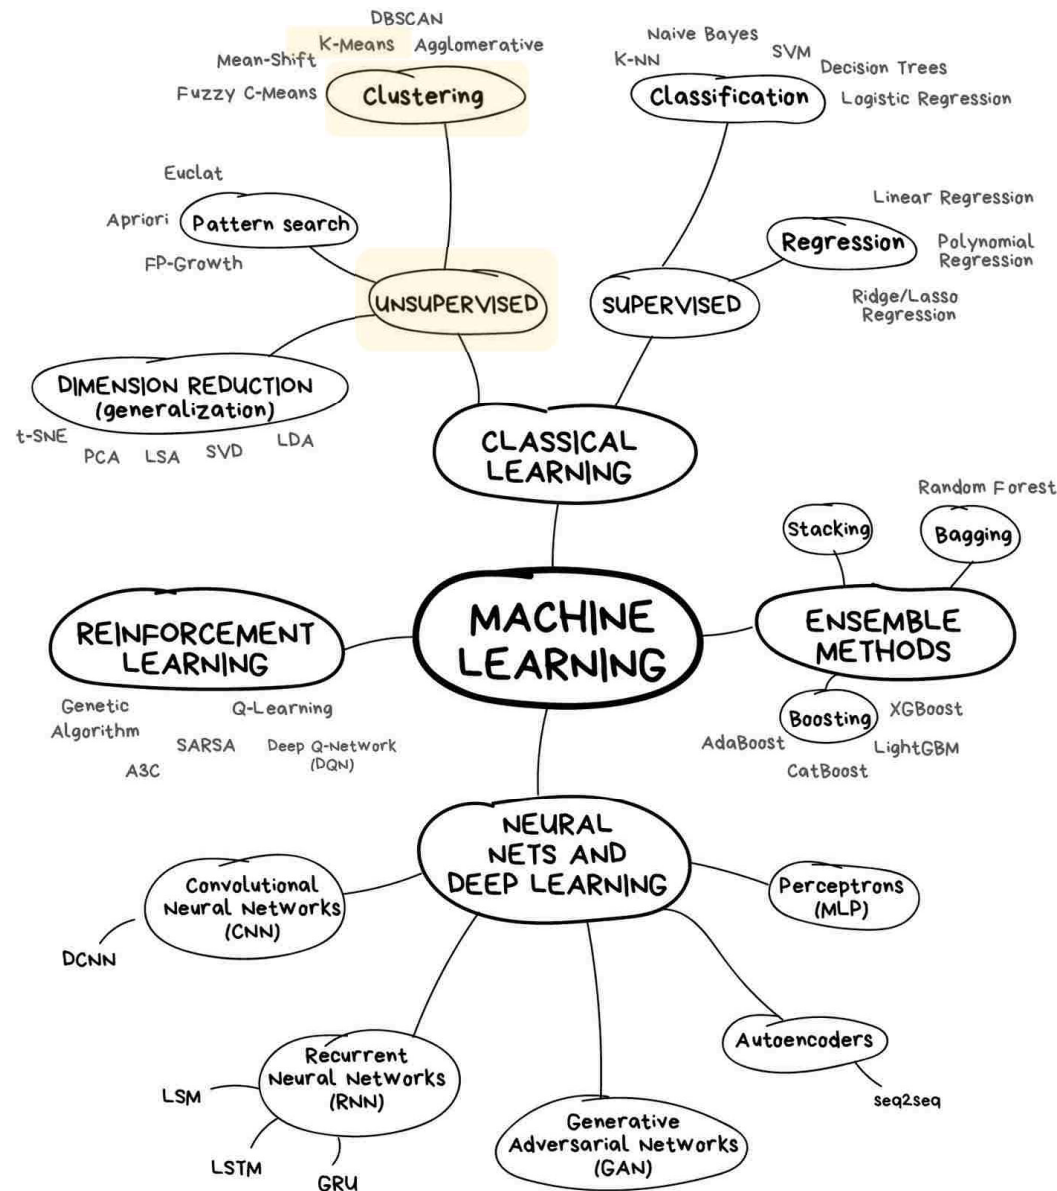 DBSCAN
K-Means
Agglomerative
Mean-Shift
Fuzzy C-Means
Clustering
Naive Bayes
K-NN
SVM
Decision Trees
Classification
Logistic Regression
Euclat
Apriori
Pattern search
FP-Growth
Linear Regression
Regression
Polynomial
Regression
Ridge/Lasso
Regression
UNSUPERVISED
SUPERVISED
DIMENSION REDUCTION
(generalization)
t-SNE
PCA
LSA
SVD
LDA
CLASSICAL
LEARNING
Random Forest
Stacking
Bagging
REINFORCEMENT
LEARNING
MACHINE
LEARNING
ENSEMBLE
METHODS
Genetic
Algorithm
Q-Learning
SARSA
Deep Q-Network
(DQN)
A3C
Boosting
XGBoost
AdaBoost
LightGBM
CatBoost
NEURAL
NETS AND
DEEP LEARNING
Convolutional
Neural Networks
(CNN)
DCNN
Perceptrons
(MLP)
Recurrent
Neural Networks
(RNN)
LSM
LSTM
GRU
Generative
Adversarial Networks
(GAN)
Autoencoders
seq2seq